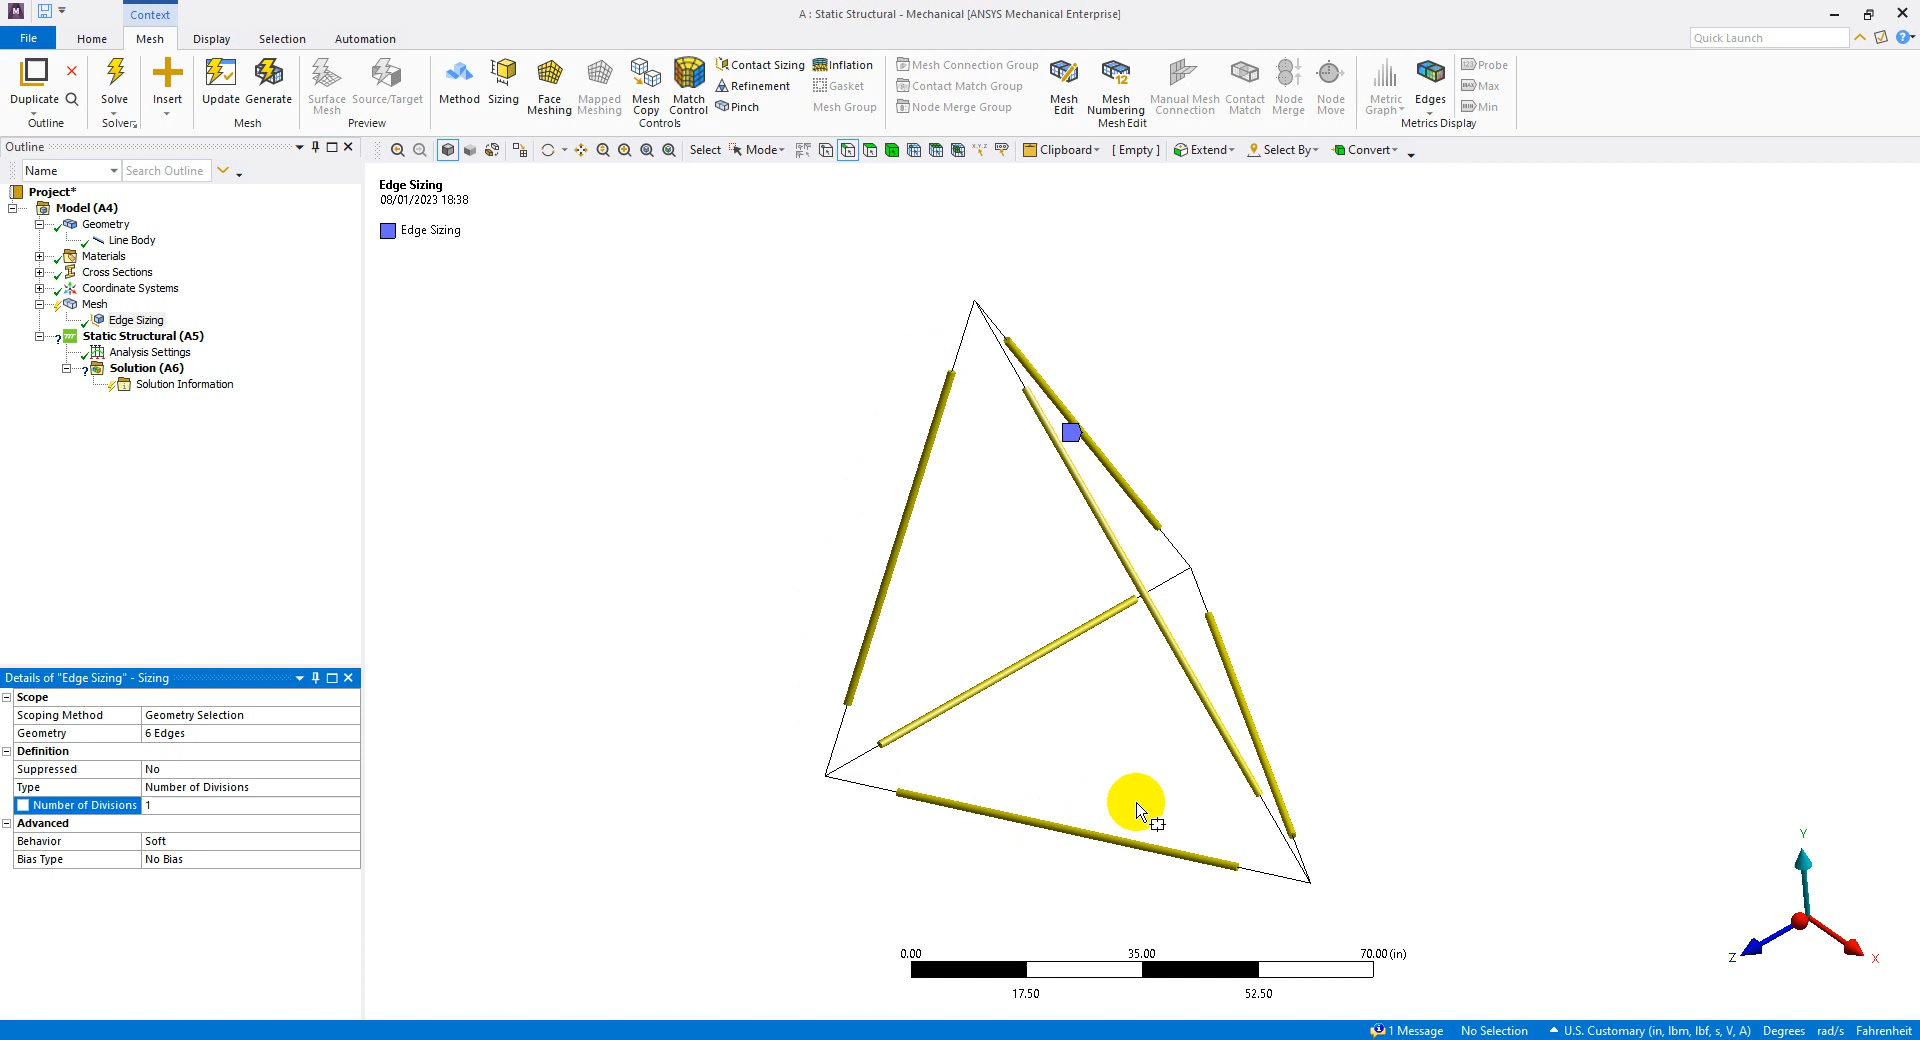 M
Context
A : Static Structural - Mechanical [ANSYS Mechanical Enterprise]
File
Home
Mesh
Display
Selection
Automation
Quick Launch
Duplicate
Outline
Solve
Solver
Insert
Update
Generate
Mesh
Surface Mesh
Source/Target
Preview
Method
Sizing
Face Meshing
Mapped Meshing
Mesh Copy
Match Control
Contact Sizing
Refinement
Pinch
Inflation
Gasket
Mesh Group
Controls
Mesh Connection Group
Contact Match Group
Node Merge Group
Mesh Edit
Mesh Numbering
Manual Mesh Connection
Contact Match
Node Merge
Node Move
Mesh Edit
Metric Graph
Edges
Probe
Max
Min
Metrics Display
Outline
Select
Mode
Clipboard
[ Empty ]
Extend
Select By
Convert
Name
Search Outline
Project*
Model (A4)
Geometry
Line Body
Materials
Cross Sections
Coordinate Systems
Mesh
Edge Sizing
Static Structural (A5)
Analysis Settings
Solution (A6)
Solution Information
Edge Sizing
08/01/2023 18:38
Edge Sizing
Details of "Edge Sizing" - Sizing
Scope
Scoping Method Geometry Selection
Geometry 6 Edges
Definition
Suppressed No
Type Number of Divisions
Number of Divisions 1
Advanced
Behavior Soft
Bias Type No Bias
Y
Z
X
0.00 35.00 70.00 (in)
17.50 52.50
1 Message
No Selection
U.S. Customary (in, lbm, lbf, s, V, A)
Degrees
rad/s
Fahrenheit